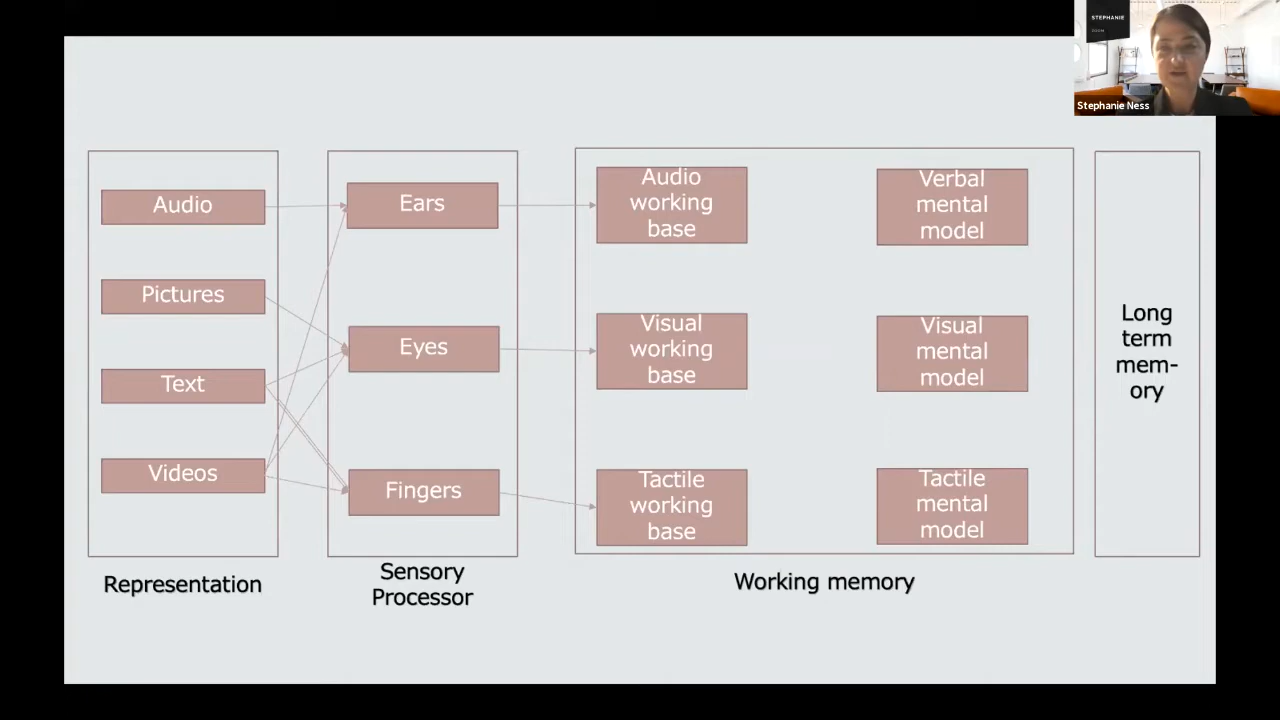 STEPHANIE
Stephanie Ness
Audio
Pictures
Text
Videos
Representation
Ears
Eyes
Fingers
Sensory
Processor
Audio
working
base
Visual
working
base
Tactile
working
base
Verbal
mental
model
Visual
mental
model
Tactile
mental
model
Working memory
Long
term
mem-
ory